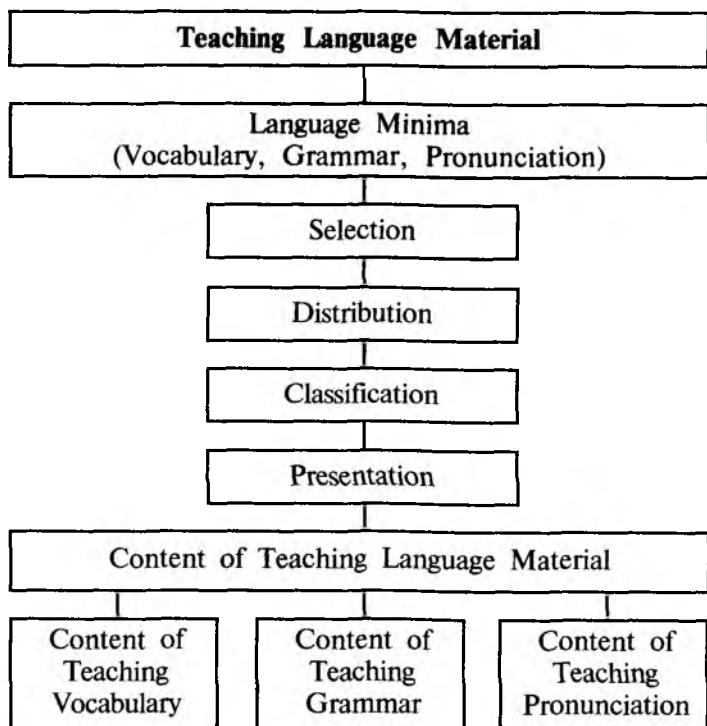 Teaching Language Material
Language Minima
(Vocabulary, Grammar, Pronunciation)
Selection
Distribution
Classification
Presentation
Content of Teaching Language Material
Content of
Teaching
Vocabulary
Content of
Teaching
Grammar
Content of
Teaching
Pronunciation